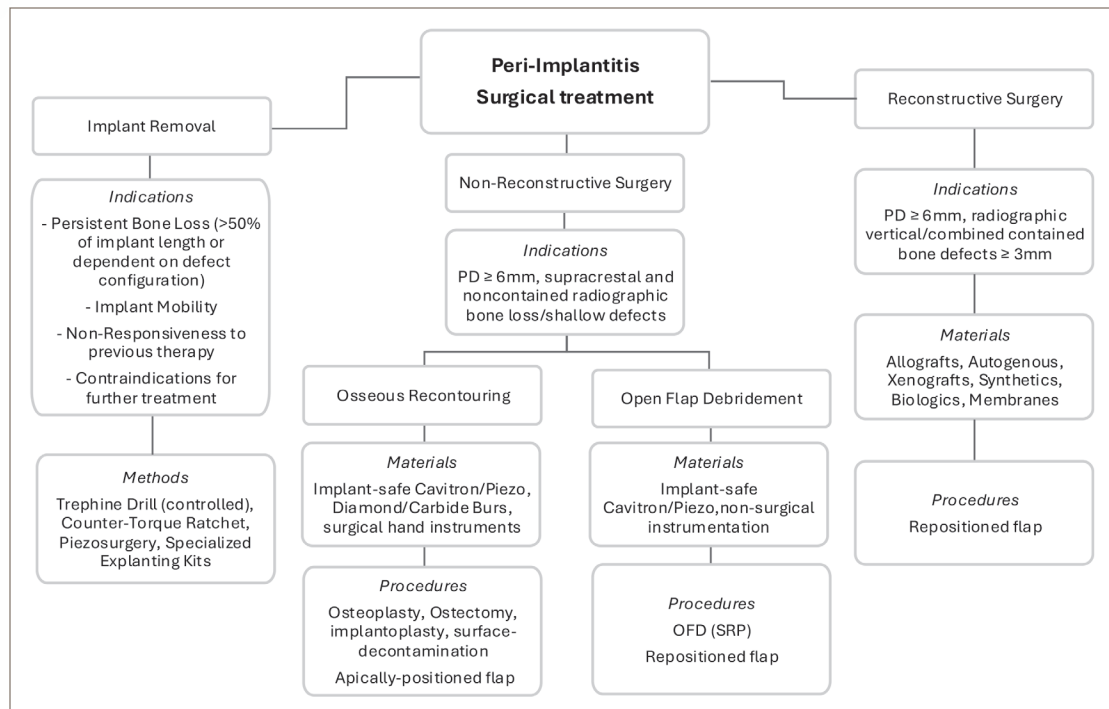 Peri-Implantitis
Surgical treatment
Implant Removal
Indications
- Persistent Bone Loss (>50%
of implant length or
dependent on defect
configuration)
- Implant Mobility
- Non-Responsiveness to
previous therapy
- Contraindications for
further treatment
Methods
Trephine Drill (controlled),
Counter-Torque Ratchet,
Piezosurgery, Specialized
Explanting Kits
Non-Reconstructive Surgery
Indications
PD ≥ 6mm, supracrestal and
noncontained radiographic
bone loss/shallow defects
Osseous Recontouring
Materials
Implant-safe Cavitron/Piezo,
Diamond/Carbide Burs,
surgical hand instruments
Procedures
Osteoplasty, Ostectomy,
implantoplasty, surface-
decontamination
Apically-positioned flap
Open Flap Debridement
Materials
Implant-safe
Cavitron/Piezo,non-surgical
instrumentation
Procedures
OFD (SRP)
Repositioned flap
Reconstructive Surgery
Indications
PD ≥ 6mm, radiographic
vertical/combined contained
bone defects ≥ 3mm
Materials
Allografts, Autogenous,
Xenografts, Synthetics,
Biologics, Membranes
Procedures
Repositioned flap